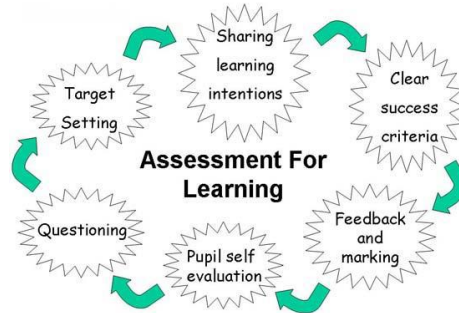 Sharing
learning
intentions
Clear
success
criteria
Target
Setting
Assessment For
Learning
Feedback
and
marking
Questioning
Pupil self
evaluation